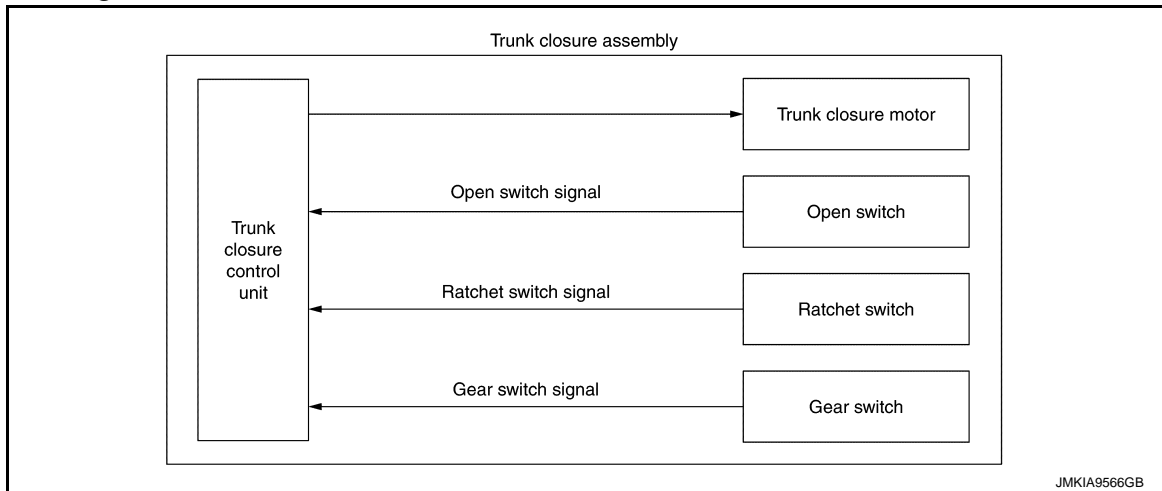 Trunk closure assembly
Trunk closure motor
Open switch signal
Open switch
Trunk
closure
control
unit
Ratchet switch signal
Ratchet switch
Gear switch signal
Gear switch
JMKIA9566GB